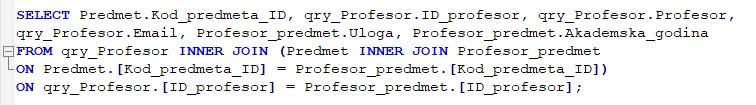 SELECT Predmet.Kod_predmeta_ID, qry_Profesor.ID_profesor, qry_Profesor.Profesor,
qry_Profesor.Email, Profesor_predmet.Uloga, Profesor_predmet.Akademska_godina
FROM qry_Profesor INNER JOIN (Predmet INNER JOIN Profesor_predmet
ON Predmet.[Kod_predmeta_ID] = Profesor_predmet.[Kod_predmeta_ID])
ON qry_Profesor.[ID_profesor] = Profesor_predmet.[ID_profesor];